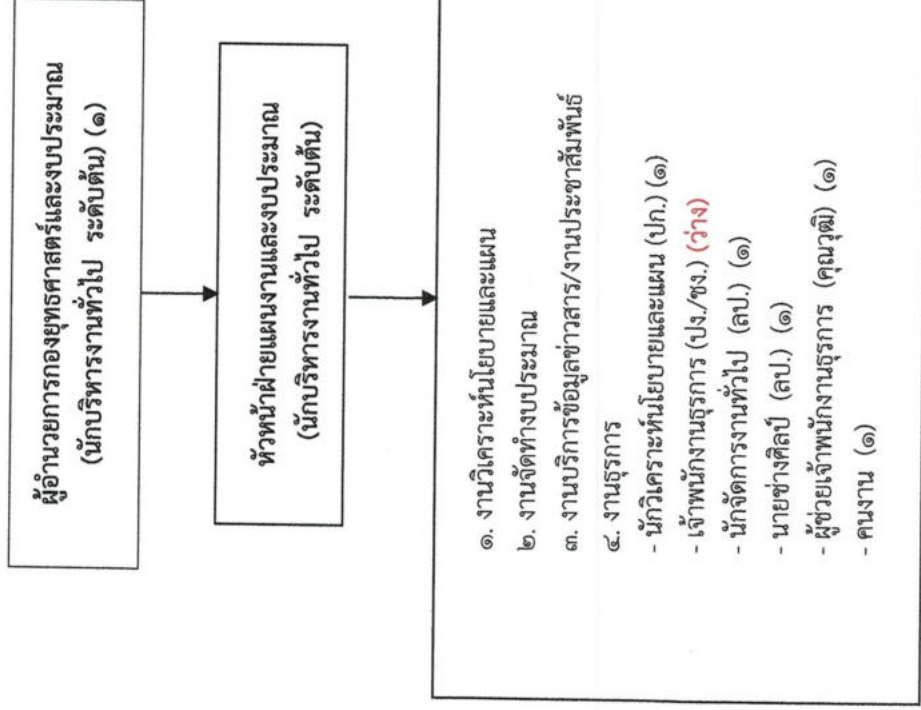 ผู้อำนวยการกองยุทธศาสตร์และงบประมาณ
(นักบริหารงานทั่วไป ระดับต้น) (๑)
หัวหน้าฝ่ายแผนงานและงบประมาณ
(นักบริหารงานทั่วไป ระดับต้น)
๑. งานวิเคราะห์นโยบายและแผน
๒. งานจัดทำงบประมาณ
๓. งานบริการข้อมูลข่าวสาร/งานประชาสัมพันธ์
๔. งานธุรการ
- นักวิเคราะห์นโยบายและแผน (ปก.) (๑)
- เจ้าพนักงานธุรการ (ปง./ชง.) (ว่าง)
- นักจัดการงานทั่วไป (ลป.) (๑)
- นายช่างศิลป์ (ลป.) (๑)
- ผู้ช่วยเจ้าพนักงานธุรการ (คุณวุฒิ) (๑)
- คนงาน (๑)